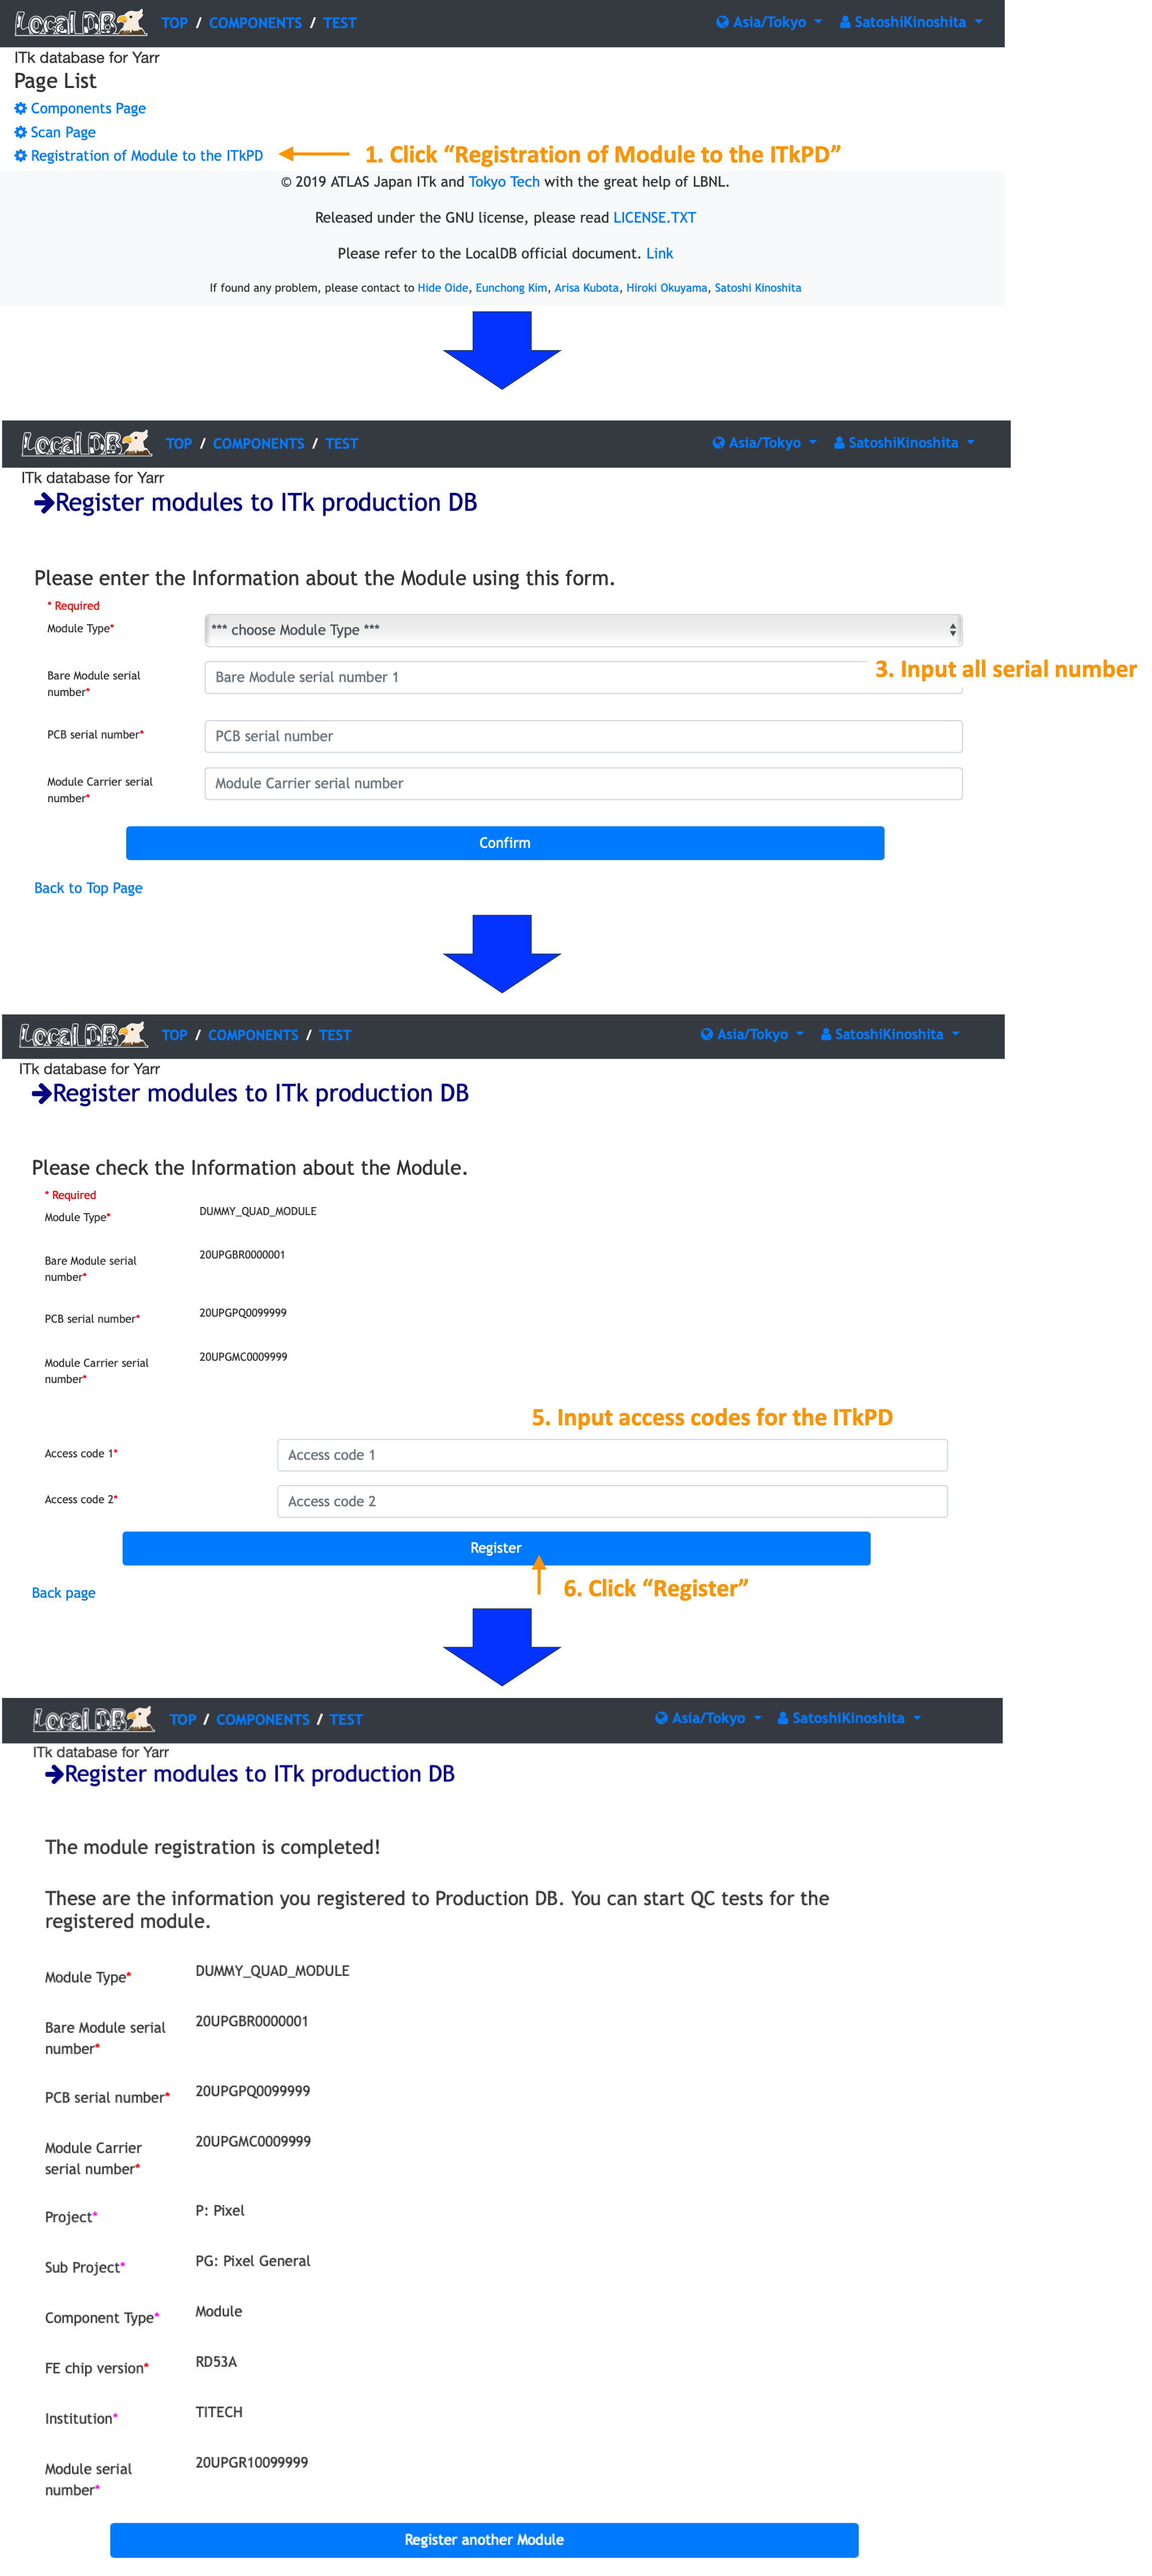 Local DB TOP / COMPONENTS / TEST Asia/Tokyo SatoshiKinoshita
ITk database for Yarr
Page List
Components Page
Scan Page
Registration of Module to the ITkPD 1. Click “Registration of Module to the ITkPD”
© 2019 ATLAS Japan ITk and Tokyo Tech with the great help of LBNL.
Released under the GNU license, please read LICENSE.TXT
Please refer to the LocalDB official document. Link
If found any problem, please contact to Hide Oide, Eunchong Kim, Arisa Kubota, Hiroki Okuyama, Satoshi Kinoshita
Local DB TOP / COMPONENTS / TEST Asia/Tokyo SatoshiKinoshita
ITk database for Yarr
Register modules to ITk production DB
Please enter the Information about the Module using this form.
* Required
Module Type* *** choose Module Type ***
3. Input all serial number
Bare Module serial number* Bare Module serial number 1
PCB serial number* PCB serial number
Module Carrier serial number* Module Carrier serial number
Confirm
Back to Top Page
Local DB TOP / COMPONENTS / TEST Asia/Tokyo SatoshiKinoshita
ITk database for Yarr
Register modules to ITk production DB
Please check the Information about the Module.
* Required
Module Type* DUMMY_QUAD_MODULE
Bare Module serial number* 20UPGBR0000001
PCB serial number* 20UPGPQ0099999
Module Carrier serial number* 20UPGMC0009999
5. Input access codes for the ITkPD
Access code 1* Access code 1
Access code 2* Access code 2
Register
6. Click “Register”
Back page
Local DB TOP / COMPONENTS / TEST Asia/Tokyo SatoshiKinoshita
ITk database for Yarr
Register modules to ITk production DB
The module registration is completed!
These are the information you registered to Production DB. You can start QC tests for the
registered module.
Module Type* DUMMY_QUAD_MODULE
Bare Module serial number* 20UPGBR0000001
PCB serial number* 20UPGPQ0099999
Module Carrier serial number* 20UPGMC0009999
Project* P: Pixel
Sub Project* PG: Pixel General
Component Type* Module
FE chip version* RD53A
Institution* TITECH
Module serial number* 20UPGR10099999
Register another Module